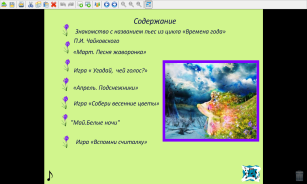 Содержание
Знакомство с названием пьес из цикла «Времена года»
П.И. Чайковского
«Март. Песня жаворонка»
Игра « Угадай, чей голос?»
«Апрель. Подснежники»
Игра «Собери весенние цветы»
"Май.Белые ночи"
Игра «Вспомни считалку»